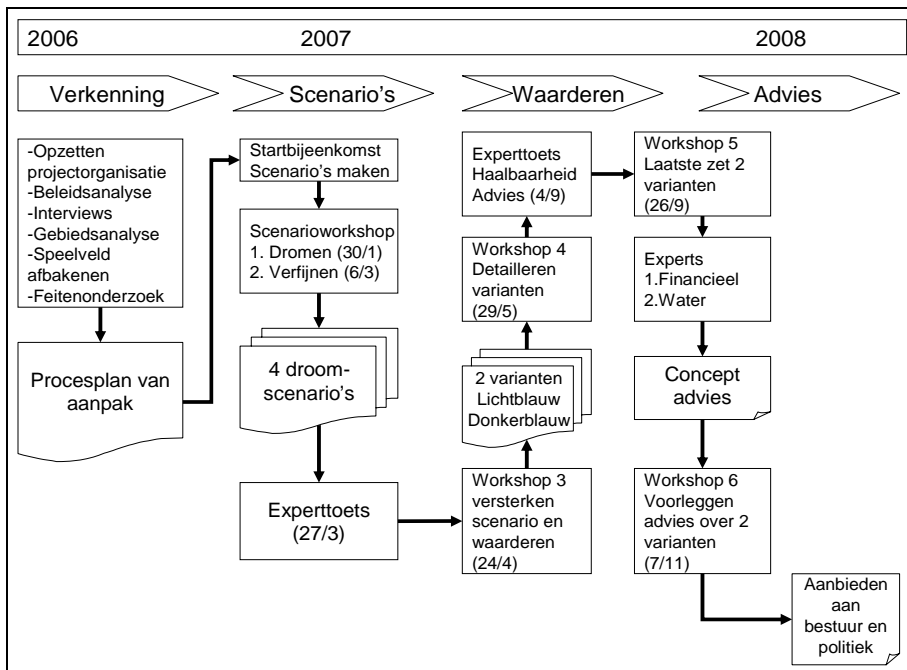 2006
2007
2008
Verkenning
Scenario's
Waarderen
Advies
-Opzetten
projectorganisatie
-Beleidsanalyse
-Interviews
-Gebiedsanalyse
-Speelveld
afbakenen
-Feitenonderzoek
Procesplan van
aanpak
Startbijeenkomst
Scenario's maken
Scenarioworkshop
1. Dromen (30/1)
2. Verfijnen (6/3)
4 droom-
scenario's
Experttoets
(27/3)
Workshop 3
versterken
scenario en
waarderen
(24/4)
2 varianten
Lichtblauw
Donkerblauw
Workshop 4
Detailleren
varianten
(29/5)
Experttoets
Haalbaarheid
Advies (4/9)
Workshop 5
Laatste zet 2
varianten
(26/9)
Experts
1.Financieel
2.Water
Concept
advies
Workshop 6
Voorleggen
advies over 2
varianten
(7/11)
Aanbieden
aan
bestuur en
politiek